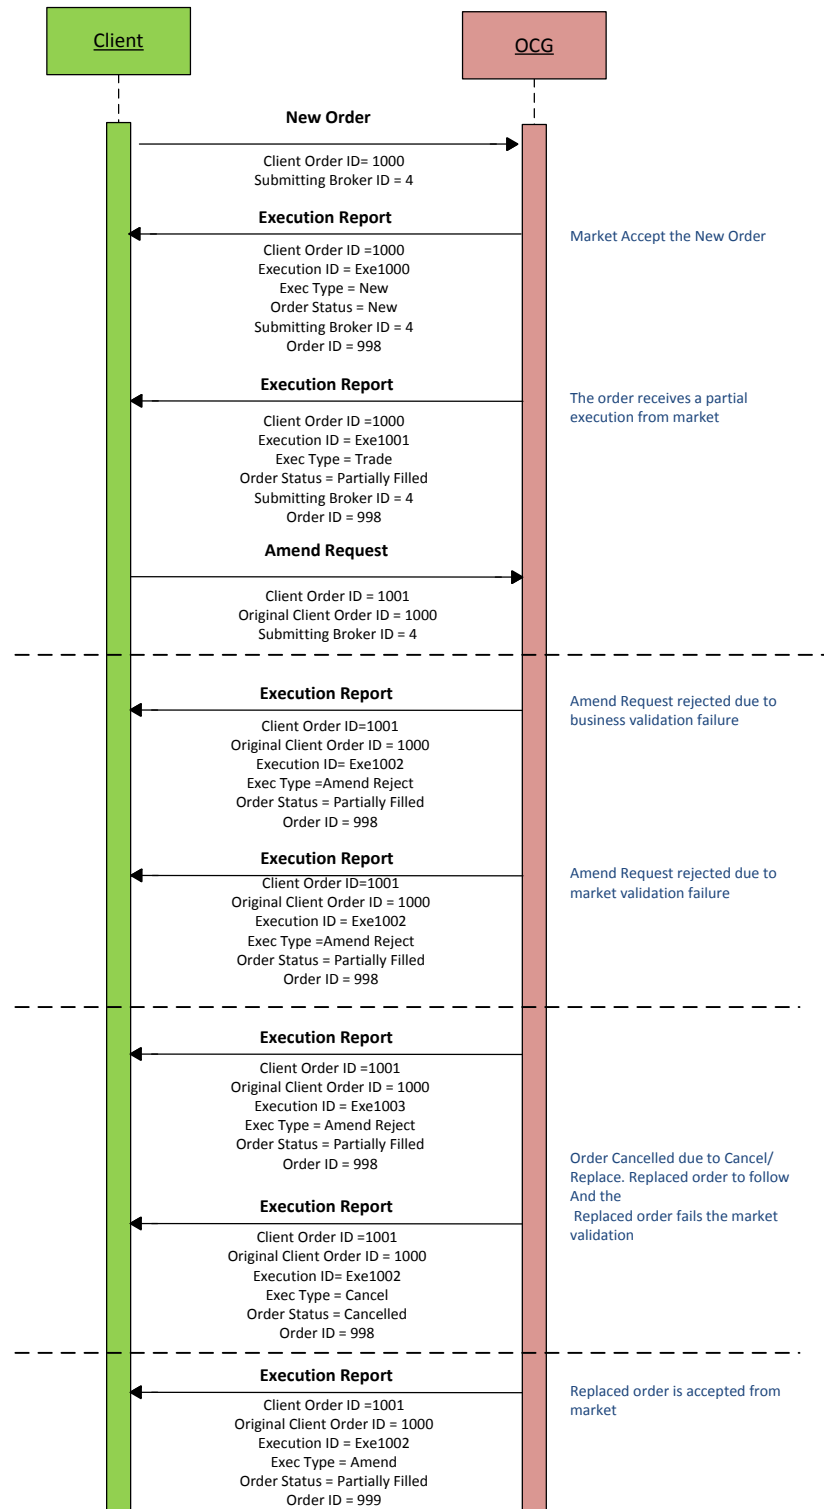 Client
OCG
New Order
Client Order ID= 1000
Submitting Broker ID = 4
Execution Report
Market Accept the New Order
Client Order ID =1000
Execution ID = Exe1000
Exec Type = New
Order Status = New
Submitting Broker ID = 4
Order ID = 998
Execution Report
The order receives a partial
execution from market
Client Order ID =1000
Execution ID = Exe1001
Exec Type = Trade
Order Status = Partially Filled
Submitting Broker ID = 4
Order ID = 998
Amend Request
Client Order ID = 1001
Original Client Order ID = 1000
Submitting Broker ID = 4
Execution Report
Amend Request rejected due to
business validation failure
Client Order ID=1001
Original Client Order ID = 1000
Execution ID= Exe1002
Exec Type =Amend Reject
Order Status = Partially Filled
Order ID = 998
Execution Report
Amend Request rejected due to
market validation failure
Client Order ID=1001
Original Client Order ID = 1000
Execution ID = Exe1002
Exec Type =Amend Reject
Order Status = Partially Filled
Order ID = 998
Execution Report
Client Order ID =1001
Original Client Order ID = 1000
Execution ID = Exe1003
Exec Type = Amend Reject
Order Status = Partially Filled
Order ID = 998
Order Cancelled due to Cancel/
Replace. Replaced order to follow
And the
Replaced order fails the market
validation
Execution Report
Client Order ID =1001
Original Client Order ID = 1000
Execution ID= Exe1002
Exec Type = Cancel
Order Status = Cancelled
Order ID = 998
Execution Report
Replaced order is accepted from
market
Client Order ID =1001
Original Client Order ID = 1000
Execution ID = Exe1002
Exec Type = Amend
Order Status = Partially Filled
Order ID = 999